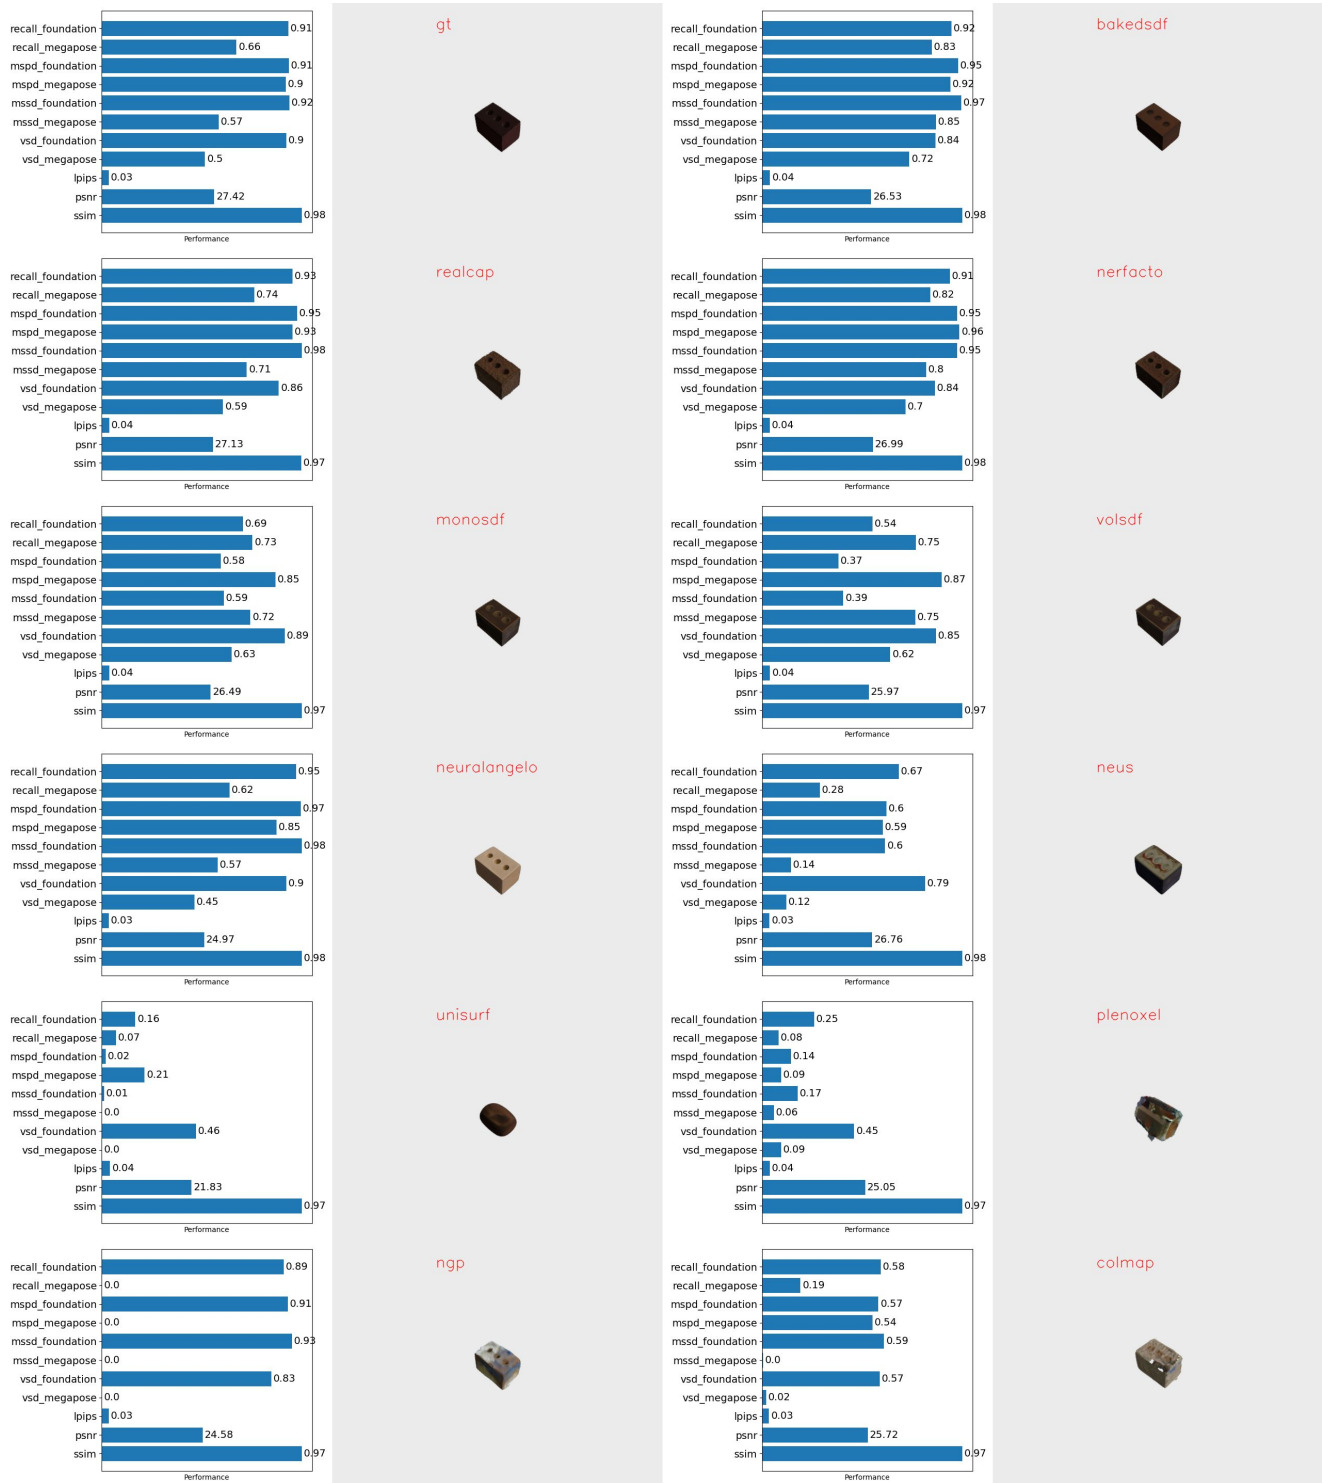 gt
recall_foundation 0.91
recall_megapose 0.66
mspd_foundation 0.91
mspd_megapose 0.9
mssd_foundation 0.92
mssd_megapose 0.57
vsd_foundation 0.9
vsd_megapose 0.5
lpips 0.03
psnr 27.42
ssim 0.98
Performance
bakedsdf
recall_foundation 0.92
recall_megapose 0.83
mspd_foundation 0.95
mspd_megapose 0.92
mssd_foundation 0.97
mssd_megapose 0.85
vsd_foundation 0.84
vsd_megapose 0.72
lpips 0.04
psnr 26.53
ssim 0.98
Performance
realcap
recall_foundation 0.93
recall_megapose 0.74
mspd_foundation 0.95
mspd_megapose 0.93
mssd_foundation 0.98
mssd_megapose 0.71
vsd_foundation 0.86
vsd_megapose 0.59
lpips 0.04
psnr 27.13
ssim 0.97
Performance
nerfacto
recall_foundation 0.91
recall_megapose 0.82
mspd_foundation 0.95
mspd_megapose 0.96
mssd_foundation 0.95
mssd_megapose 0.8
vsd_foundation 0.84
vsd_megapose 0.7
lpips 0.04
psnr 26.99
ssim 0.98
Performance
monosdf
recall_foundation 0.69
recall_megapose 0.73
mspd_foundation 0.58
mspd_megapose 0.85
mssd_foundation 0.59
mssd_megapose 0.72
vsd_foundation 0.89
vsd_megapose 0.63
lpips 0.04
psnr 26.49
ssim 0.97
Performance
volsdf
recall_foundation 0.54
recall_megapose 0.75
mspd_foundation 0.37
mspd_megapose 0.87
mssd_foundation 0.39
mssd_megapose 0.75
vsd_foundation 0.85
vsd_megapose 0.62
lpips 0.04
psnr 25.97
ssim 0.97
Performance
neuralangelo
recall_foundation 0.95
recall_megapose 0.62
mspd_foundation 0.97
mspd_megapose 0.85
mssd_foundation 0.98
mssd_megapose 0.57
vsd_foundation 0.9
vsd_megapose 0.45
lpips 0.03
psnr 24.97
ssim 0.98
Performance
neus
recall_foundation 0.67
recall_megapose 0.28
mspd_foundation 0.6
mspd_megapose 0.59
mssd_foundation 0.6
mssd_megapose 0.14
vsd_foundation 0.79
vsd_megapose 0.12
lpips 0.03
psnr 26.76
ssim 0.98
Performance
unisurf
recall_foundation 0.16
recall_megapose 0.07
mspd_foundation 0.02
mspd_megapose 0.21
mssd_foundation 0.01
mssd_megapose 0.0
vsd_foundation 0.46
vsd_megapose 0.0
lpips 0.04
psnr 21.83
ssim 0.97
Performance
plenoxel
recall_foundation 0.25
recall_megapose 0.08
mspd_foundation 0.14
mspd_megapose 0.09
mssd_foundation 0.17
mssd_megapose 0.06
vsd_foundation 0.45
vsd_megapose 0.09
lpips 0.04
psnr 25.05
ssim 0.97
Performance
ngp
recall_foundation 0.89
recall_megapose 0.0
mspd_foundation 0.91
mspd_megapose 0.0
mssd_foundation 0.93
mssd_megapose 0.0
vsd_foundation 0.83
vsd_megapose 0.0
lpips 0.03
psnr 24.58
ssim 0.97
Performance
colmap
recall_foundation 0.58
recall_megapose 0.19
mspd_foundation 0.57
mspd_megapose 0.54
mssd_foundation 0.59
mssd_megapose 0.0
vsd_foundation 0.57
vsd_megapose 0.02
lpips 0.03
psnr 25.72
ssim 0.97
Performance